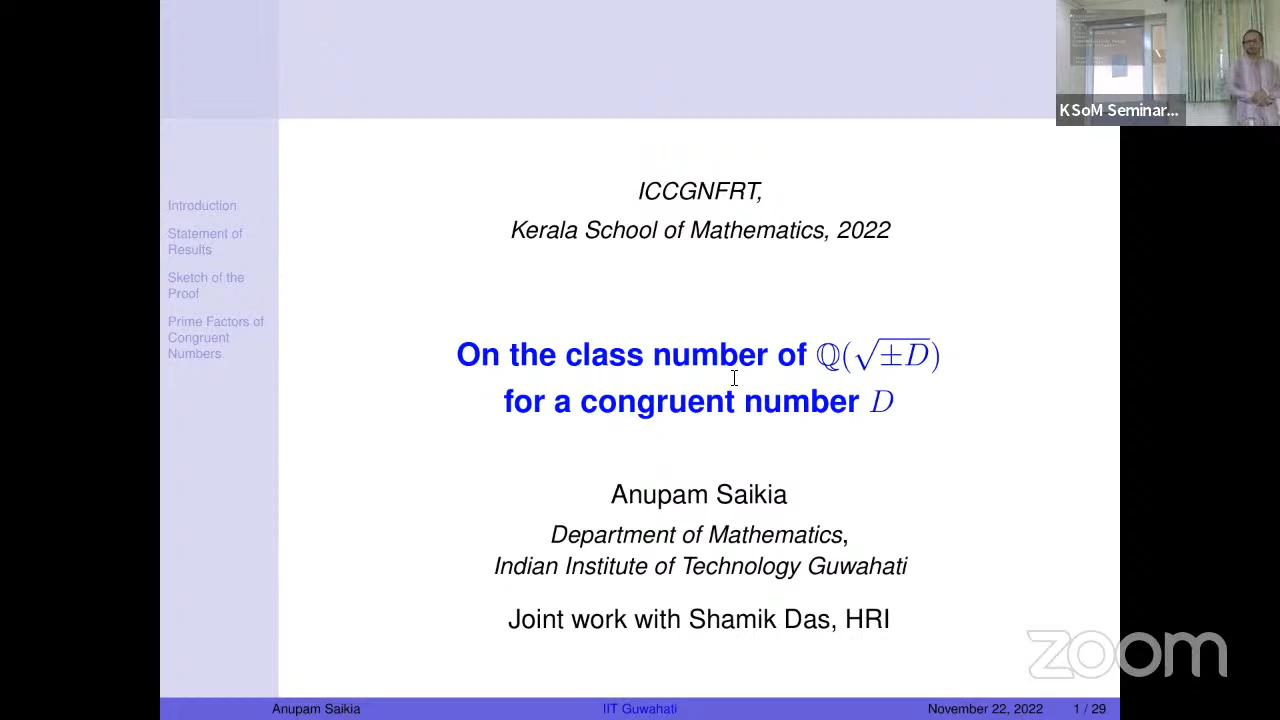 KSoM Seminar...
ICCGNFRT,
Kerala School of Mathematics, 2022
Introduction
Statement of
Results
Sketch of the
Proof
Prime Factors of
Congruent
Numbers
On the class number of ℚ(√±D)
for a congruent number D
Anupam Saikia
Department of Mathematics,
Indian Institute of Technology Guwahati
Joint work with Shamik Das, HRI
zoom
Anupam Saikia IIT Guwahati November 22, 2022 1 / 29